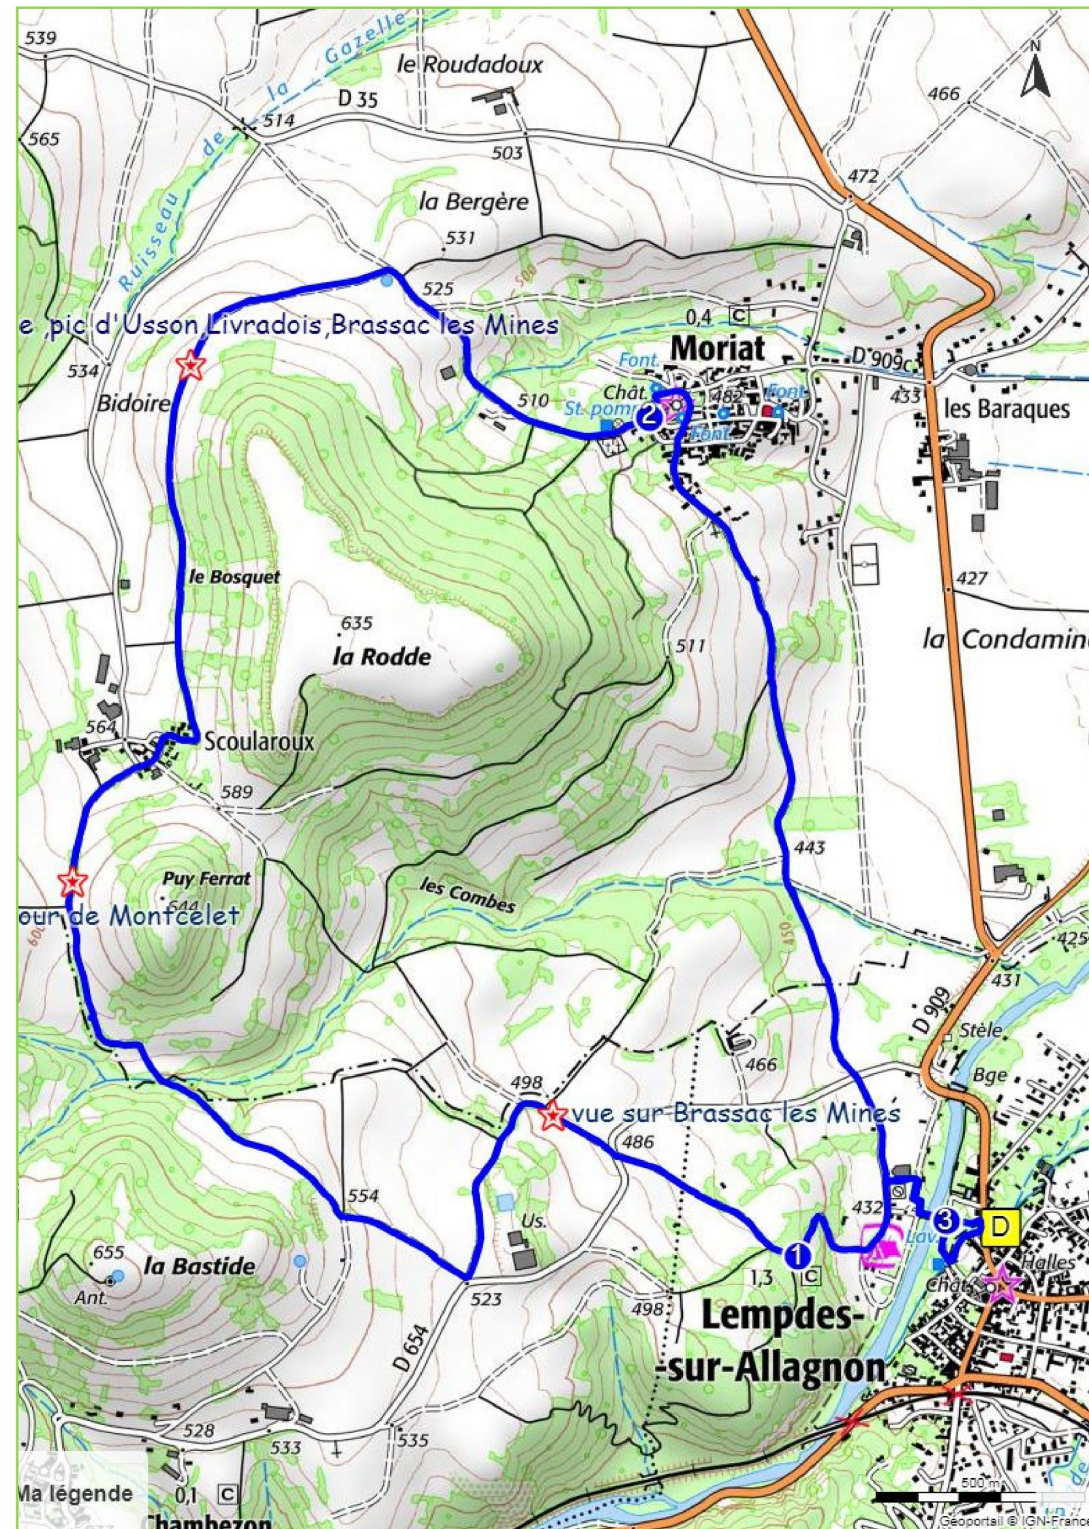 539
la Gazelle
le Roudadoux
N
466
D 35
514
565
503
Ruisseau de
472
la Bergère
531
500
525
e pic d'Usson Livradois,Brassac les Mines
0,4 C
Moriat
Font.
D 909c
534
Chât.
482
Font.
433
les Baraques
Bidoire
510
St. pomp
2
Font.
le Bosquet
427
635
la Rodde
511
la Condamin
564
Scoularoux
589
443
Puy Ferrat
644
les Combes
our de Montcelet
600
450
425
431
D 909
Stèle
466
Bge
498
vue sur Brassac les Mines
486
554
432
3
D
Us.
Lav.
655
la Bastide
1
Halles
Ant.
1,3 C
Chât.
523
498
Lempdes-
-sur-Allagnon
D 654
528
533
535
Ma légende
0,1 C
500 m
Chambezon
Géoportail © IGN-France